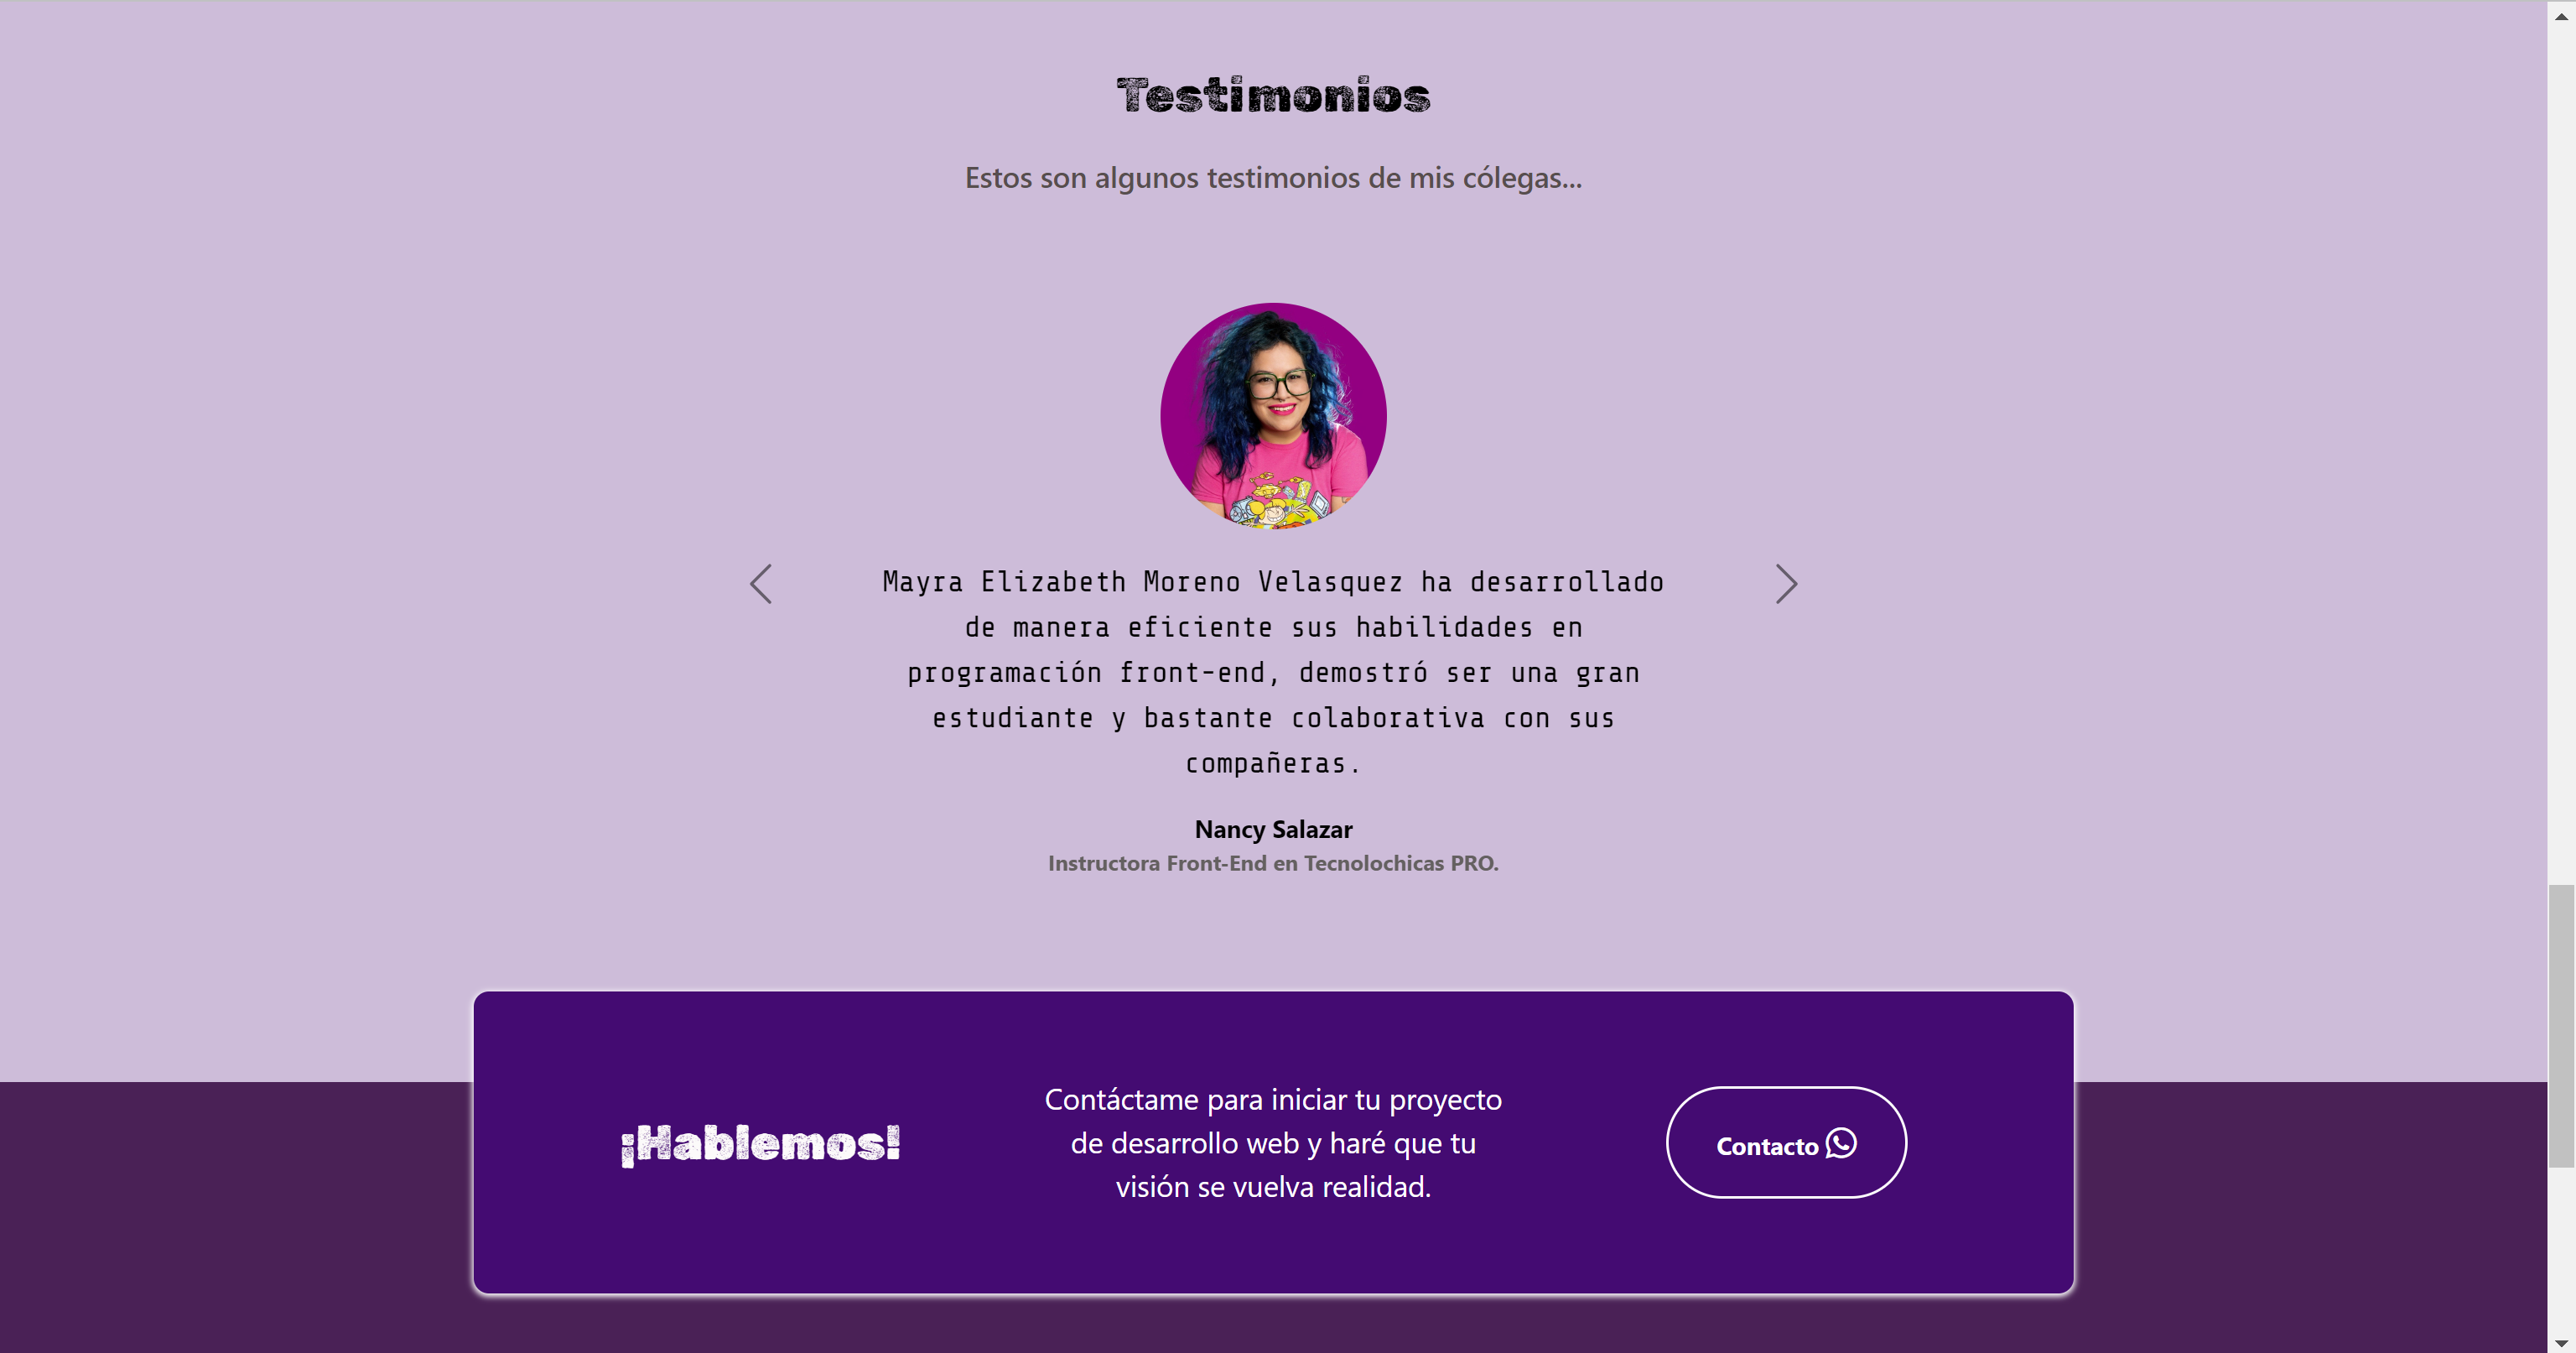 Testimonios
Estos son algunos testimonios de mis cólegas...
Mayra Elizabeth Moreno Velasquez ha desarrollado
de manera eficiente sus habilidades en
programación front-end, demostró ser una gran
estudiante y bastante colaborativa con sus
compañeras.
Nancy Salazar
Instructora Front-End en Tecnolochicas PRO.
¡Hablemos!
Contáctame para iniciar tu proyecto
de desarrollo web y haré que tu
visión se vuelva realidad.
Contacto